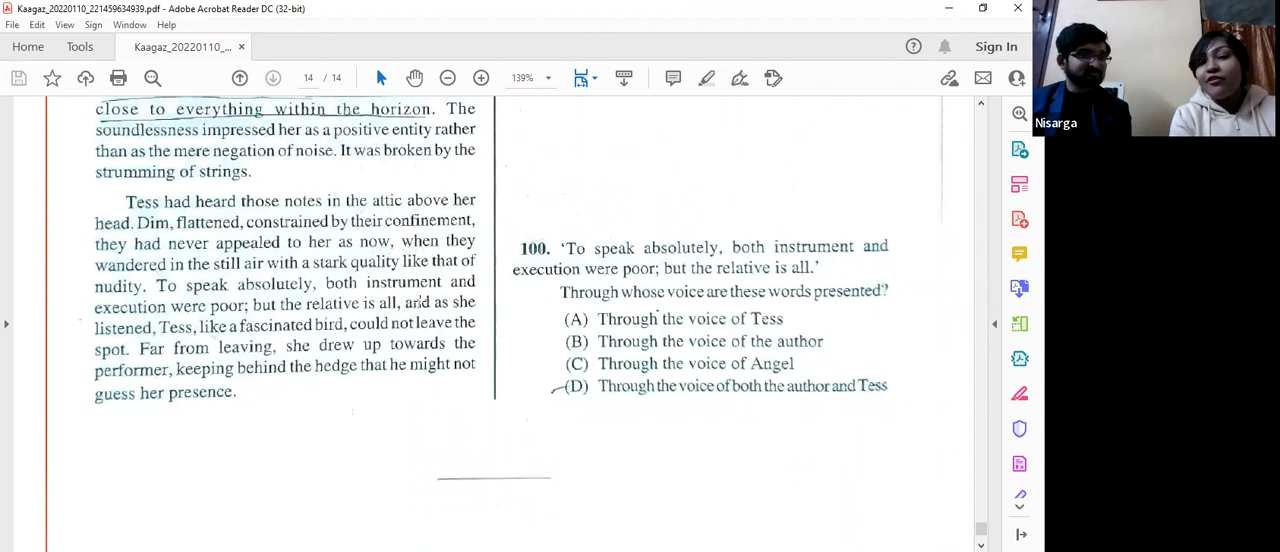 Kaagaz_20220110_221459634939.pdf - Adobe Acrobat Reader DC (32-bit)
File Edit View Sign Window Help
Home Tools Kaagaz_20220110_... × Sign In
14 / 14 139%
close to everything within the horizon. The
soundlessness impressed her as a positive entity rather
than as the mere negation of noise. It was broken by the
strumming of strings.
Tess had heard those notes in the attic above her
head. Dim, flattened, constrained by their confinement,
they had never appealed to her as now, when they
wandered in the still air with a stark quality like that of
nudity. To speak absolutely, both instrument and
execution were poor; but the relative is all, and as she
listened, Tess, like a fascinated bird, could not leave the
spot. Far from leaving, she drew up towards the
performer, keeping behind the hedge that he might not
guess her presence.
100. ‘To speak absolutely, both instrument and
execution were poor; but the relative is all.’
Through whose voice are these words presented?
(A) Through the voice of Tess
(B) Through the voice of the author
(C) Through the voice of Angel
(D) Through the voice of both the author and Tess
Nisarga